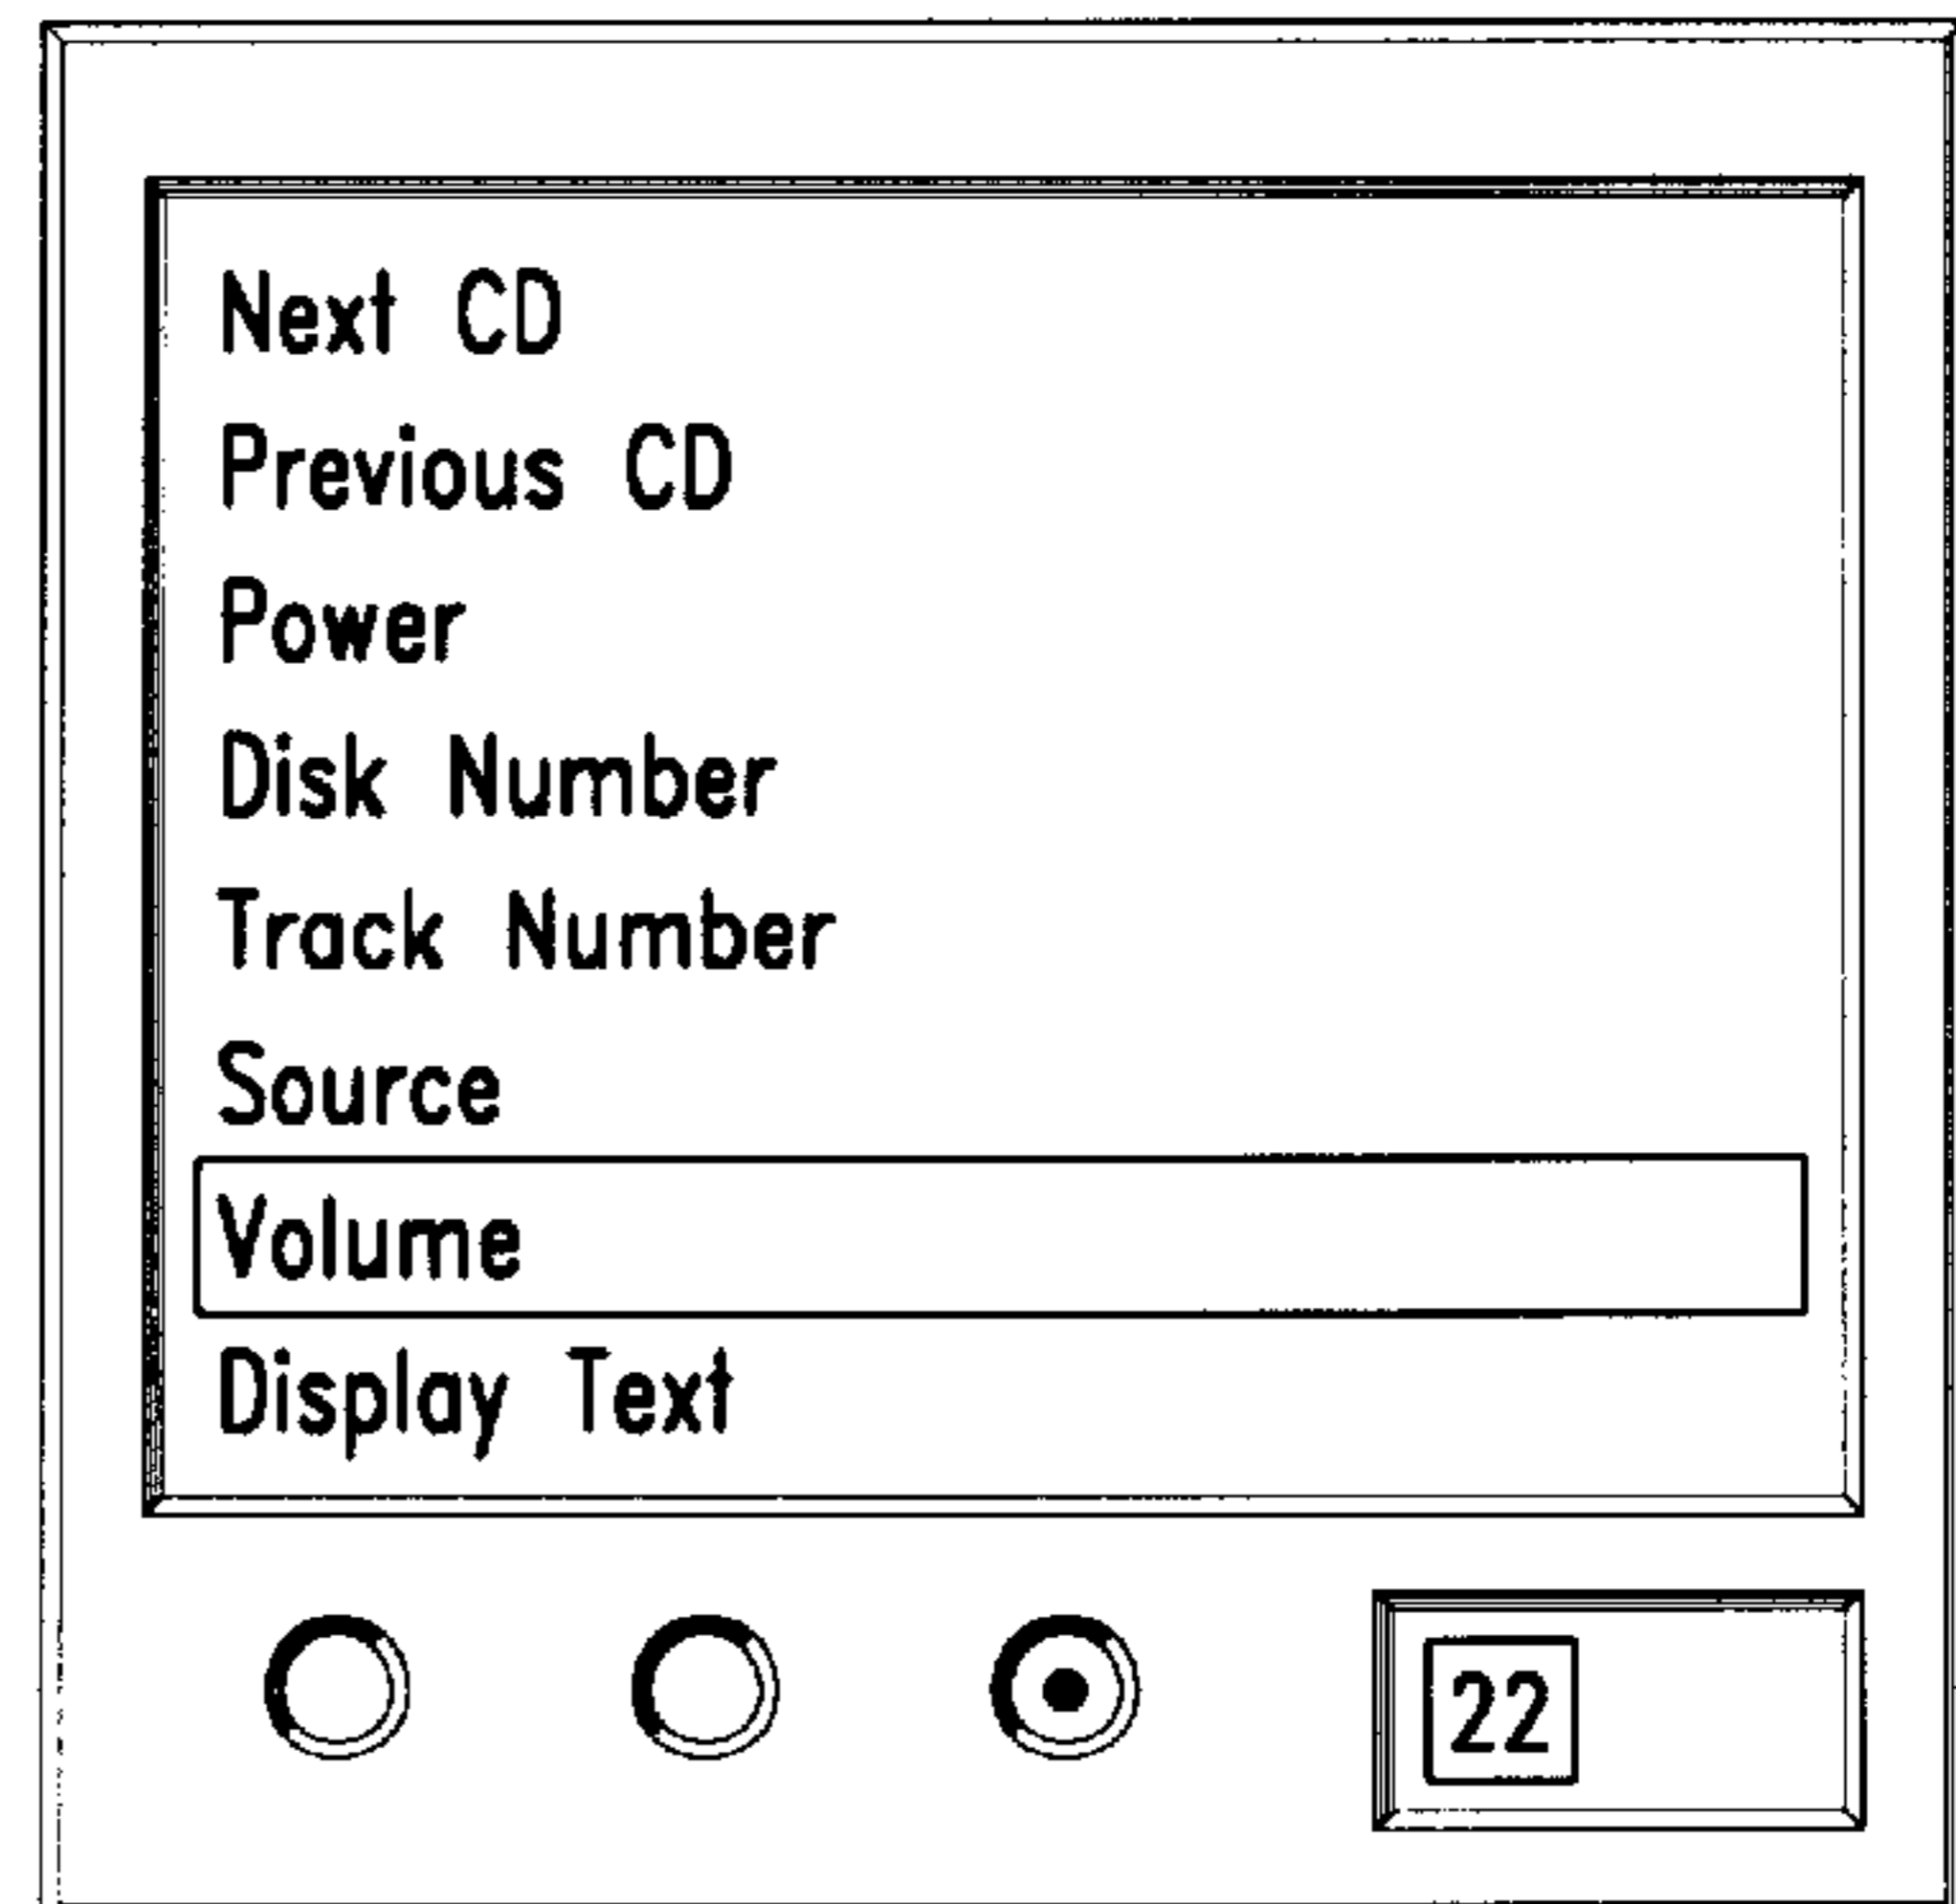 Next CD
Previous CD
Power
Disk Number
Track Number
Source
Volume
Display Text
22